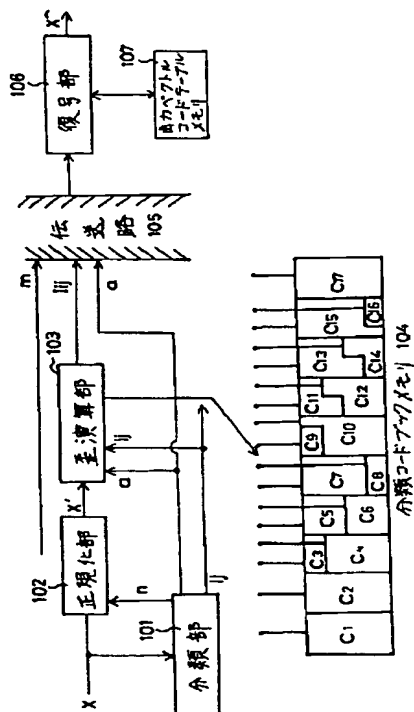 X
101
分類部
n
102
正規化部
X'
a
ij
103
歪演算部
m
Iij
a
伝送路 105
106
復号部
X^
107
出力ベクトル
コードテーブル
メモリ
C1
C2
C3
C4
C5
C6
C7
C8
C9
C10
C11
C12
C13
C14
C15
C16
C17
分類コードブックメモリ 104